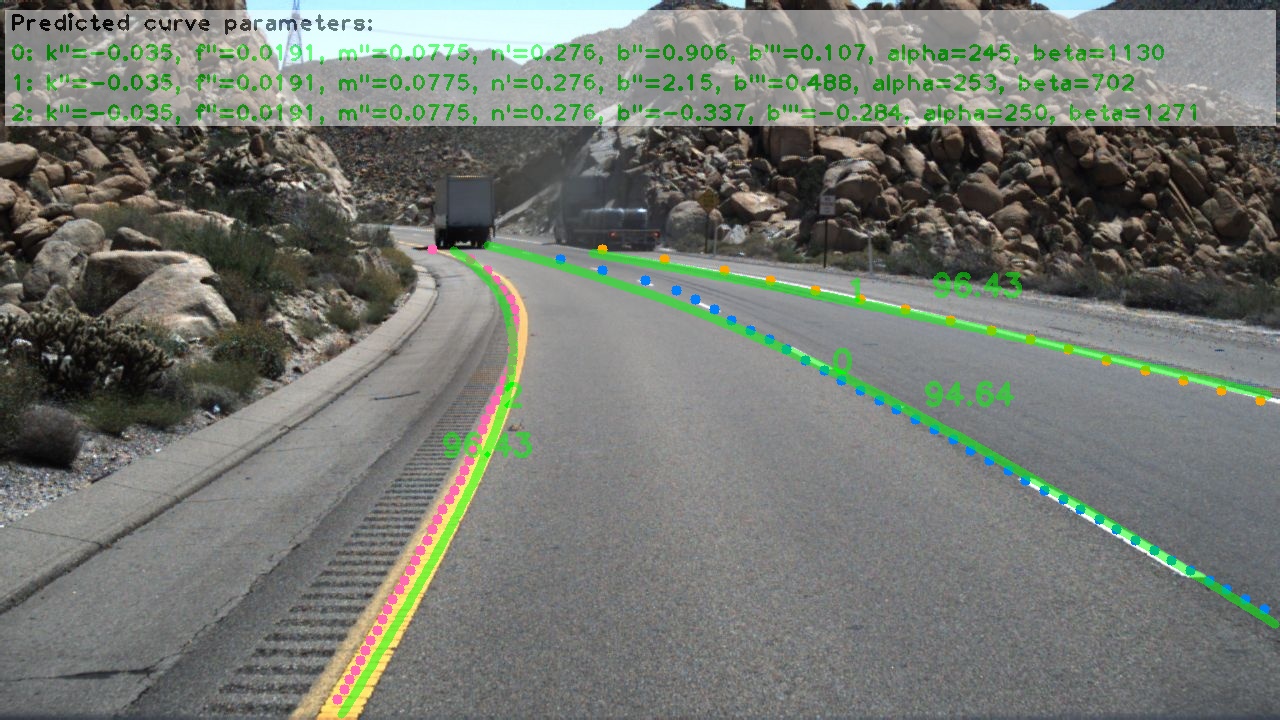 Predicted curve parameters:
0: k''=-0.035, f''=0.0191, m''=0.0775, n'=0.276, b''=0.906, b'''=0.107, alpha=245, beta=1130
1: k''=-0.035, f''=0.0191, m''=0.0775, n'=0.276, b''=2.15, b'''=0.488, alpha=253, beta=702
2: k''=-0.035, f''=0.0191, m''=0.0775, n'=0.276, b''=-0.337, b'''=-0.284, alpha=250, beta=1271
1
96.43
0
94.64
2
96.43